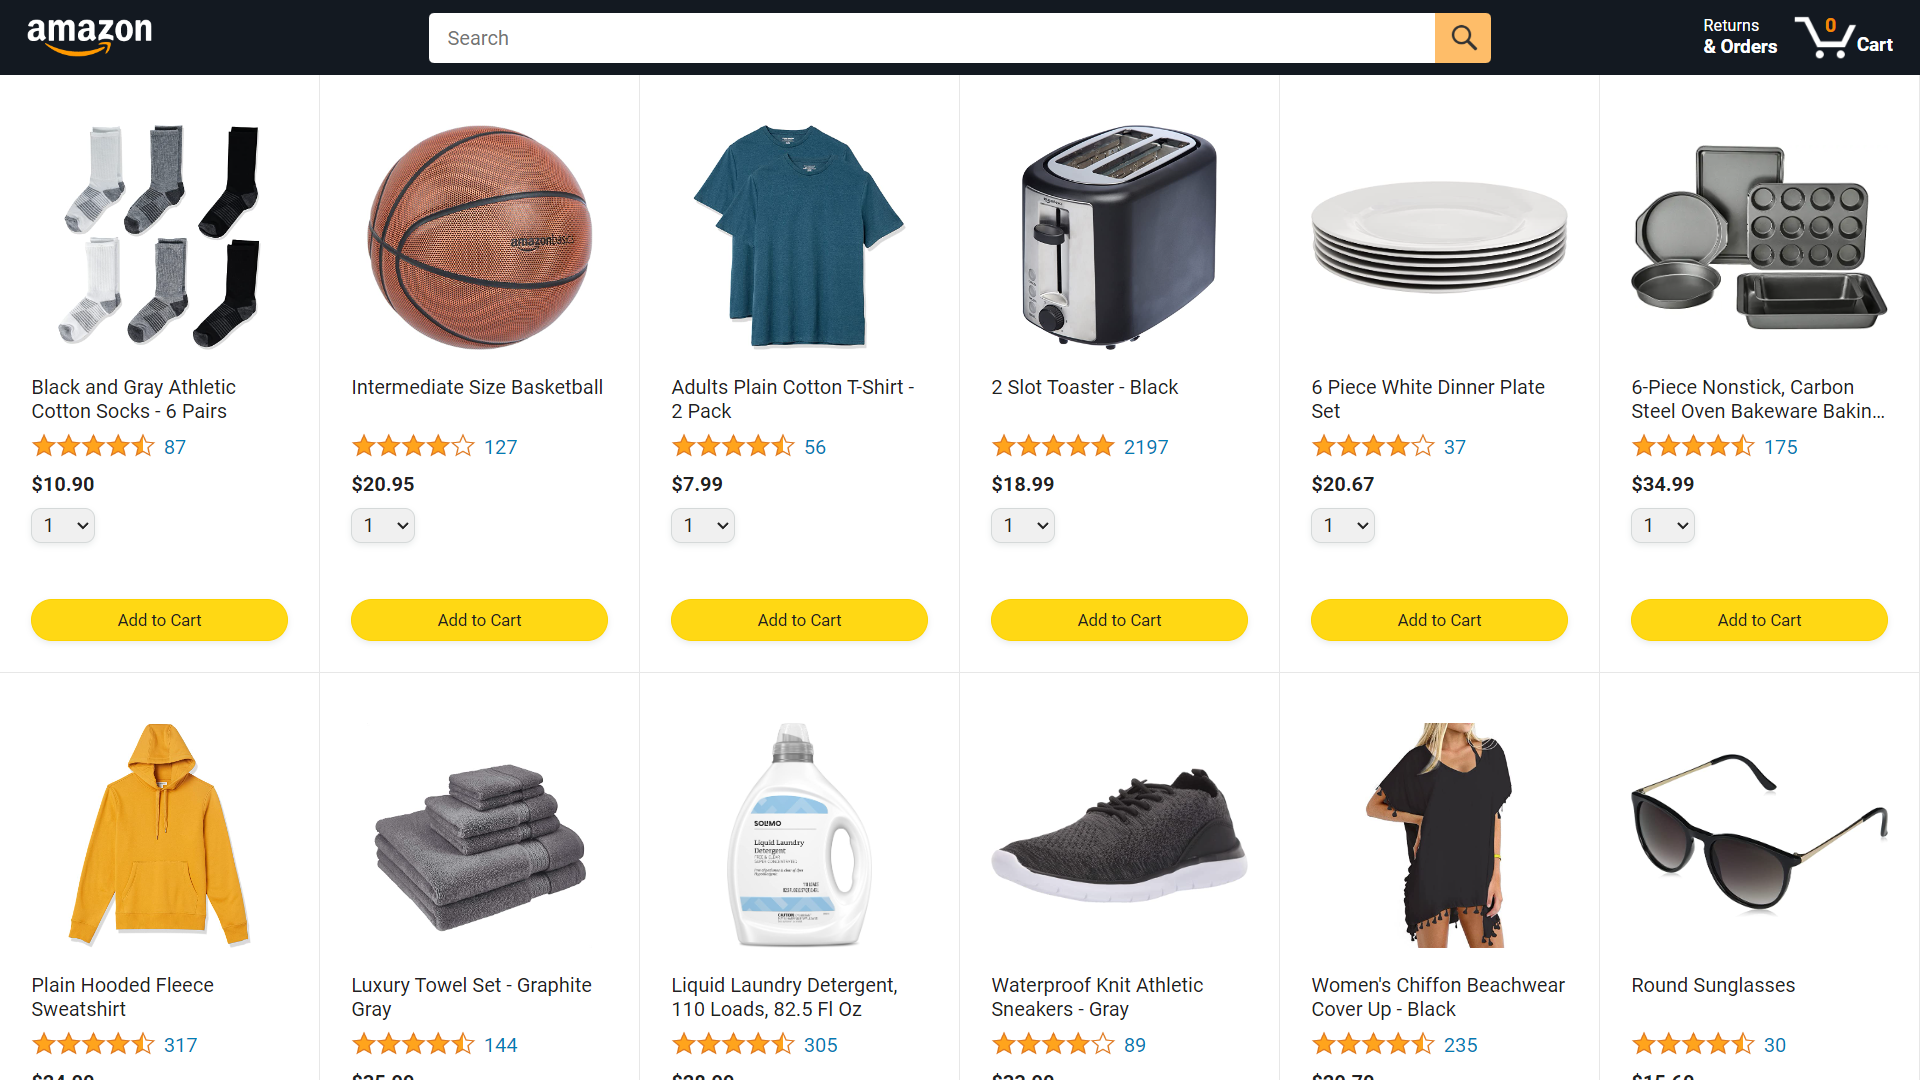 amazon
Search
Returns
& Orders
0
Cart
amazonbasics
Black and Gray Athletic
Cotton Socks - 6 Pairs
87
$10.90
1
Add to Cart
Intermediate Size Basketball
127
$20.95
1
Add to Cart
Adults Plain Cotton T-Shirt -
2 Pack
56
$7.99
1
Add to Cart
2 Slot Toaster - Black
2197
$18.99
1
Add to Cart
6 Piece White Dinner Plate
Set
37
$20.67
1
Add to Cart
6-Piece Nonstick, Carbon
Steel Oven Bakeware Bakin...
175
$34.99
1
Add to Cart
Plain Hooded Fleece
Sweatshirt
317
Luxury Towel Set - Graphite
Gray
144
SOLIMO
Liquid Laundry
Detergent
Liquid Laundry Detergent,
110 Loads, 82.5 Fl Oz
305
Waterproof Knit Athletic
Sneakers - Gray
89
Women's Chiffon Beachwear
Cover Up - Black
235
Round Sunglasses
30